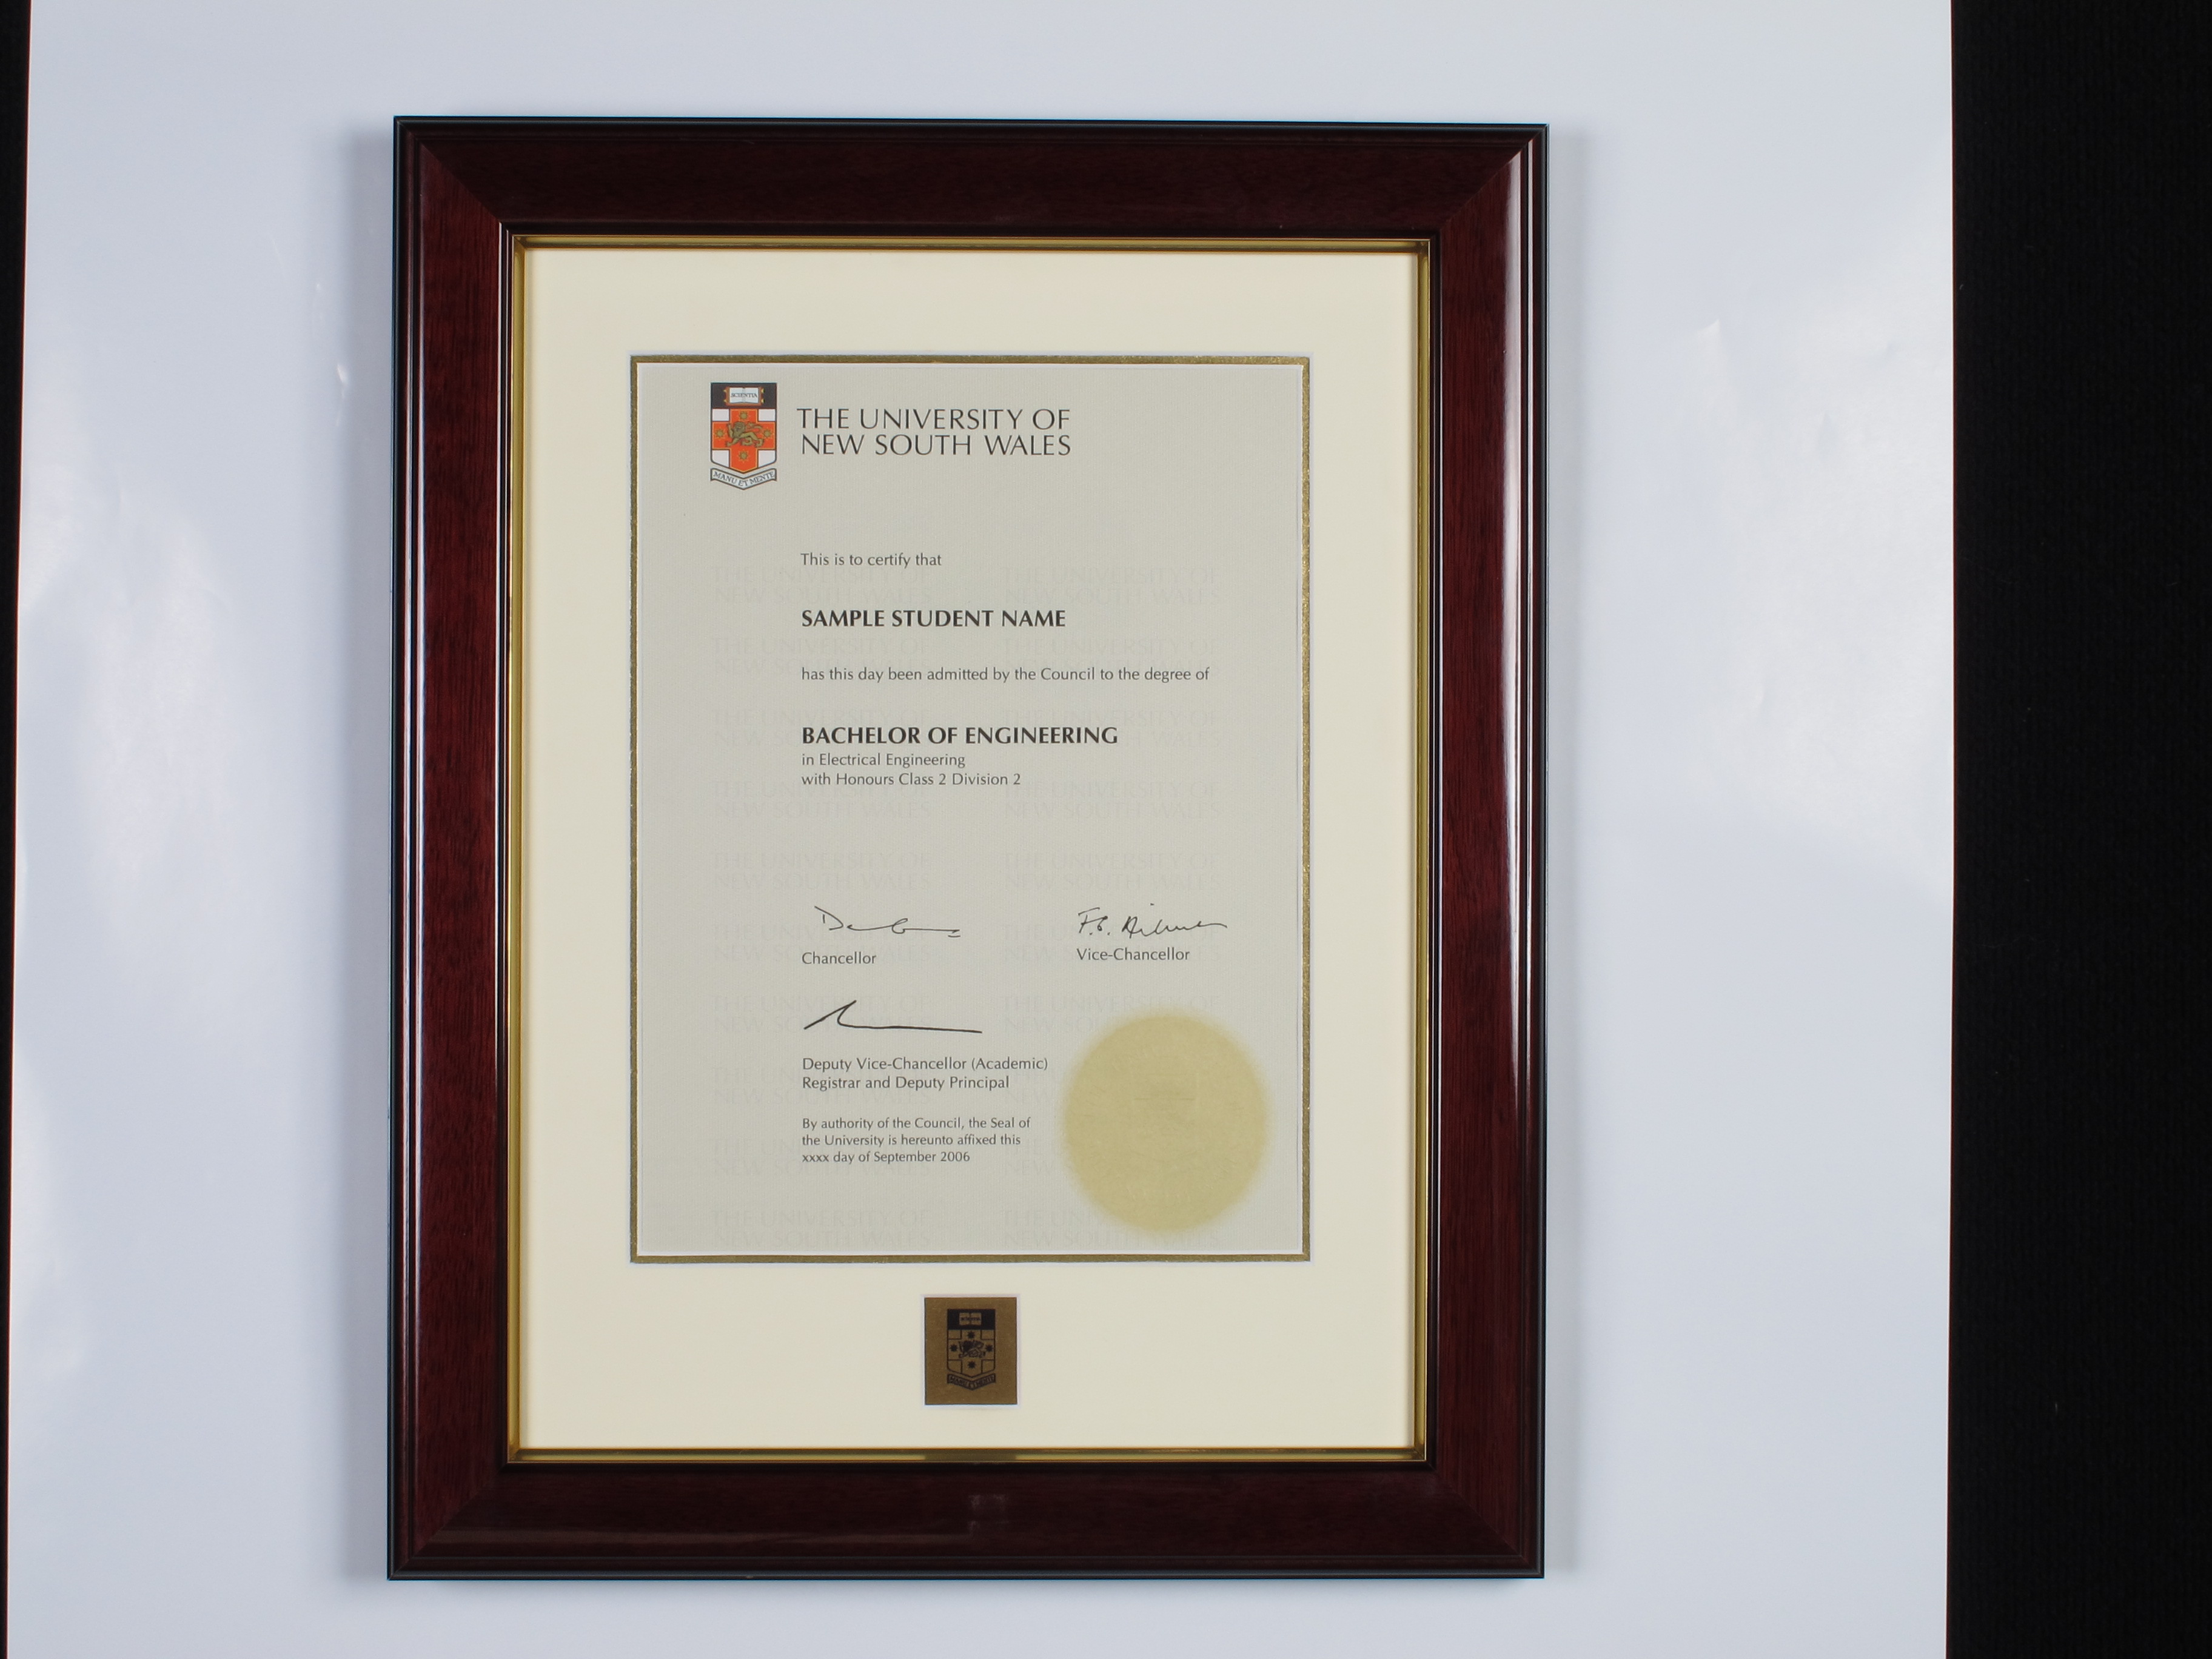 SCIENTIA
MANU ET MENTE
THE UNIVERSITY OF
NEW SOUTH WALES
This is to certify that
SAMPLE STUDENT NAME
has this day been admitted by the Council to the degree of
BACHELOR OF ENGINEERING
in Electrical Engineering
with Honours Class 2 Division 2
Chancellor
Vice-Chancellor
Deputy Vice-Chancellor (Academic)
Registrar and Deputy Principal
By authority of the Council, the Seal of
the University is hereunto affixed this
xxxx day of September 2006